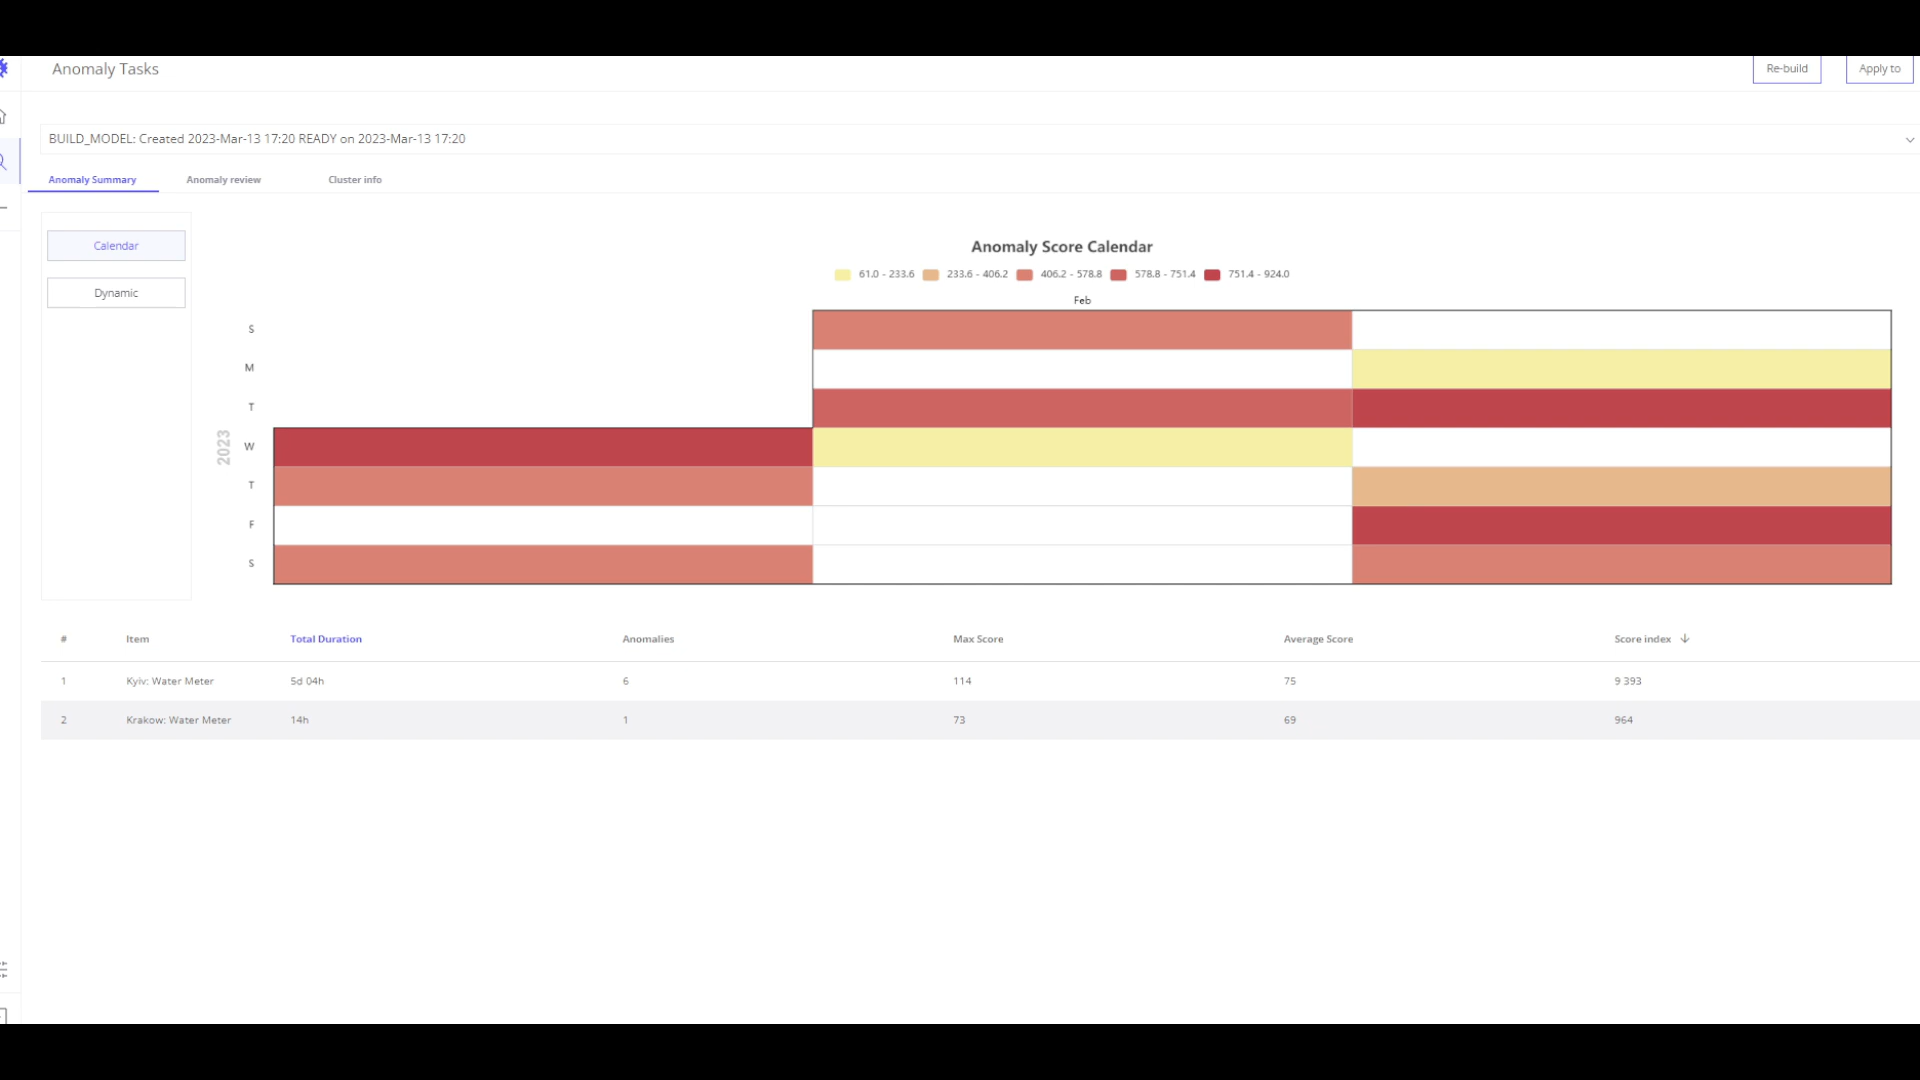 Anomaly Tasks
Re-build
Apply to
BUILD_MODEL: Created 2023-Mar-13 17:20 READY on 2023-Mar-13 17:20
Anomaly Summary
Anomaly review
Cluster info
Calendar
Dynamic
Anomaly Score Calendar
61.0 - 233.6 233.6 - 406.2 406.2 - 578.8 578.8 - 751.4 751.4 - 924.0
Feb
S
M
T
W
T
F
S
2023
# Item Total Duration Anomalies Max Score Average Score Score index
1 Kyiv: Water Meter 5d 04h 6 114 75 9 393
2 Krakow: Water Meter 14h 1 73 69 964